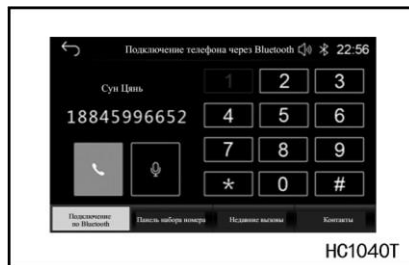 Подключение телефона через Bluetooth 22:56
Сун Цянь
18845996652
1 2 3
4 5 6
7 8 9
* 0 #
Подключение по Bluetooth
Панель набора номера
Недавние вызовы
Контакты
HC1040T